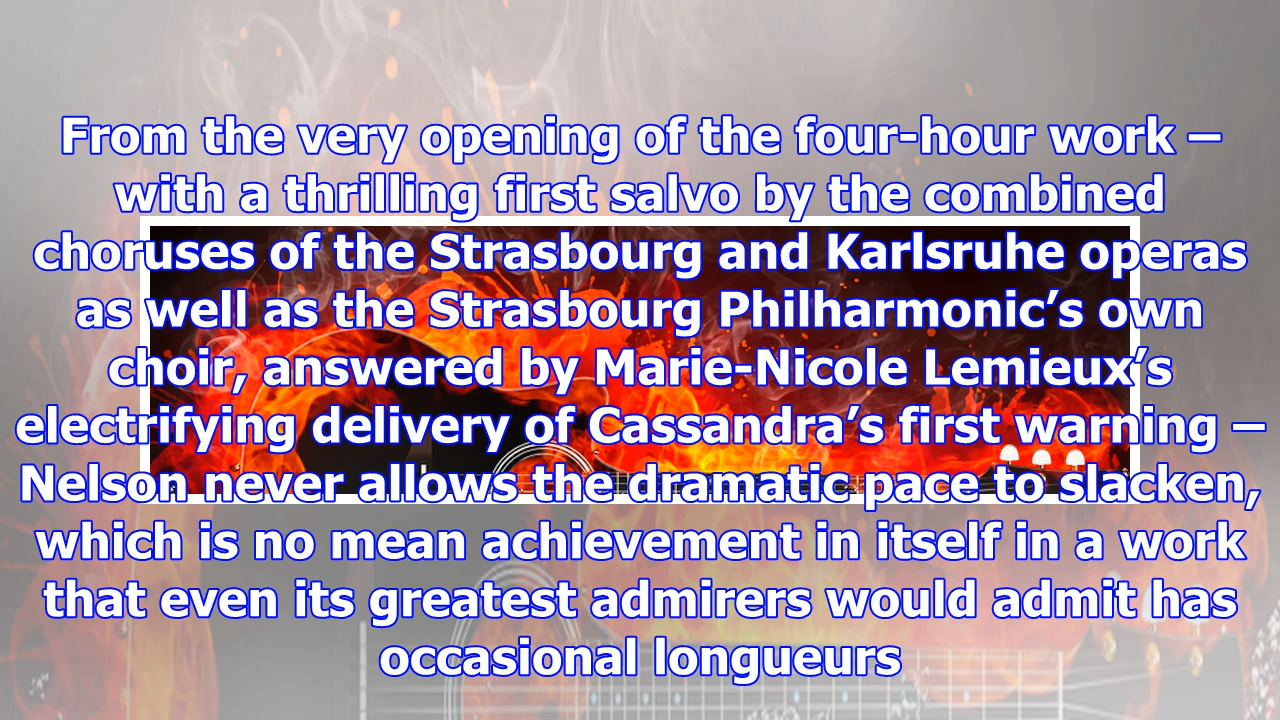 From the very opening of the four-hour work –
with a thrilling first salvo by the combined
choruses of the Strasbourg and Karlsruhe operas
as well as the Strasbourg Philharmonic’s own
choir, answered by Marie-Nicole Lemieux’s
electrifying delivery of Cassandra’s first warning –
Nelson never allows the dramatic pace to slacken,
which is no mean achievement in itself in a work
that even its greatest admirers would admit has
occasional longueurs